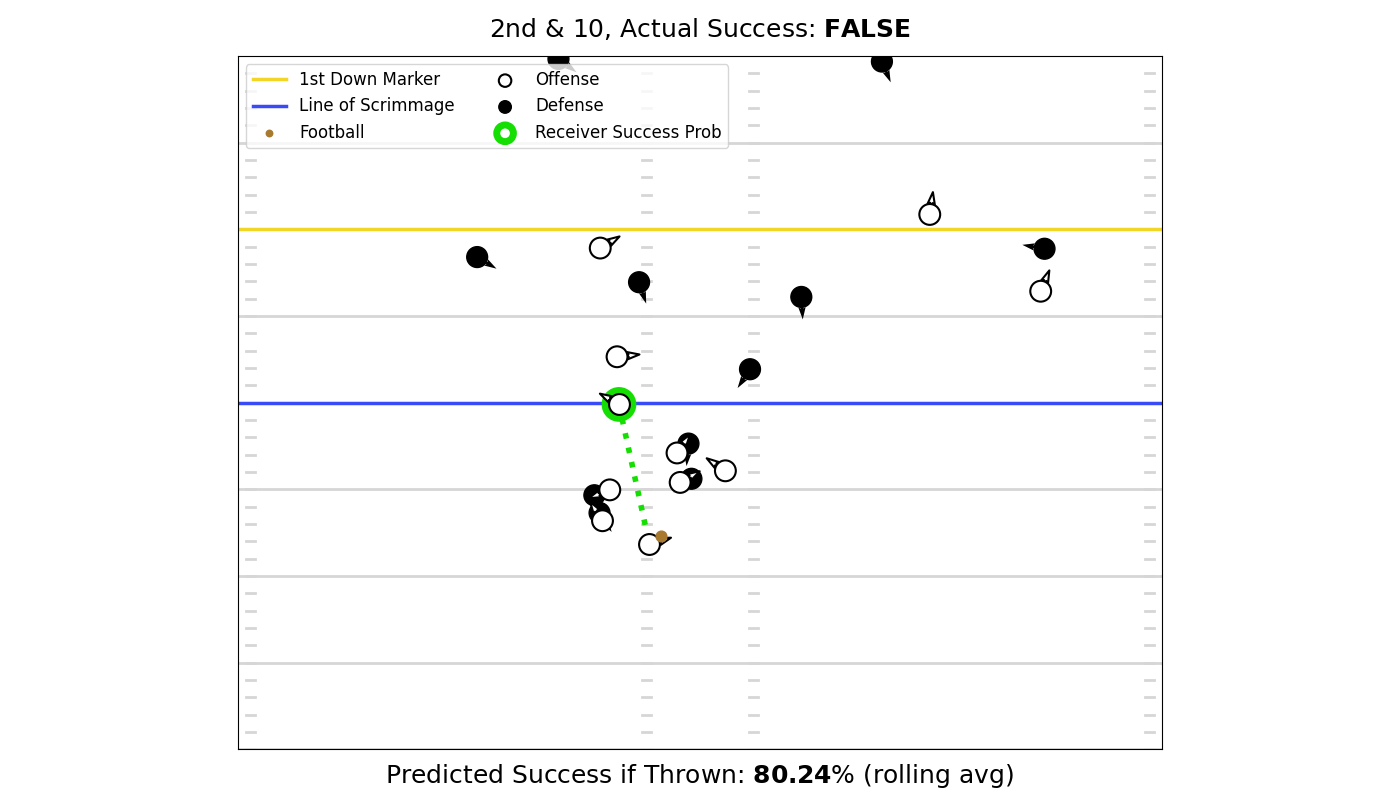 2nd & 10, Actual Success: FALSE
1st Down Marker
Line of Scrimmage
Football
Offense
Defense
Receiver Success Prob
Predicted Success if Thrown: 80.24% (rolling avg)